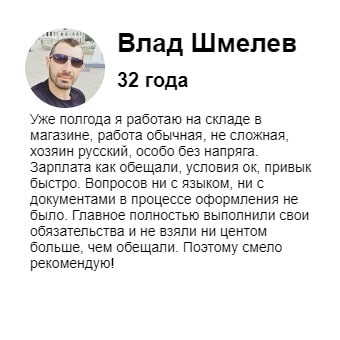 Влад Шмелев
32 года
Уже полгода я работаю на складе в
магазине, работа обычная, не сложная,
хозяин русский, особо без напряга.
Зарплата как обещали, условия ок, привык
быстро. Вопросов ни с языком, ни с
документами в процессе оформления не
было. Главное полностью выполнили свои
обязательства и не взяли ни центом
больше, чем обещали. Поэтому смело
рекомендую!